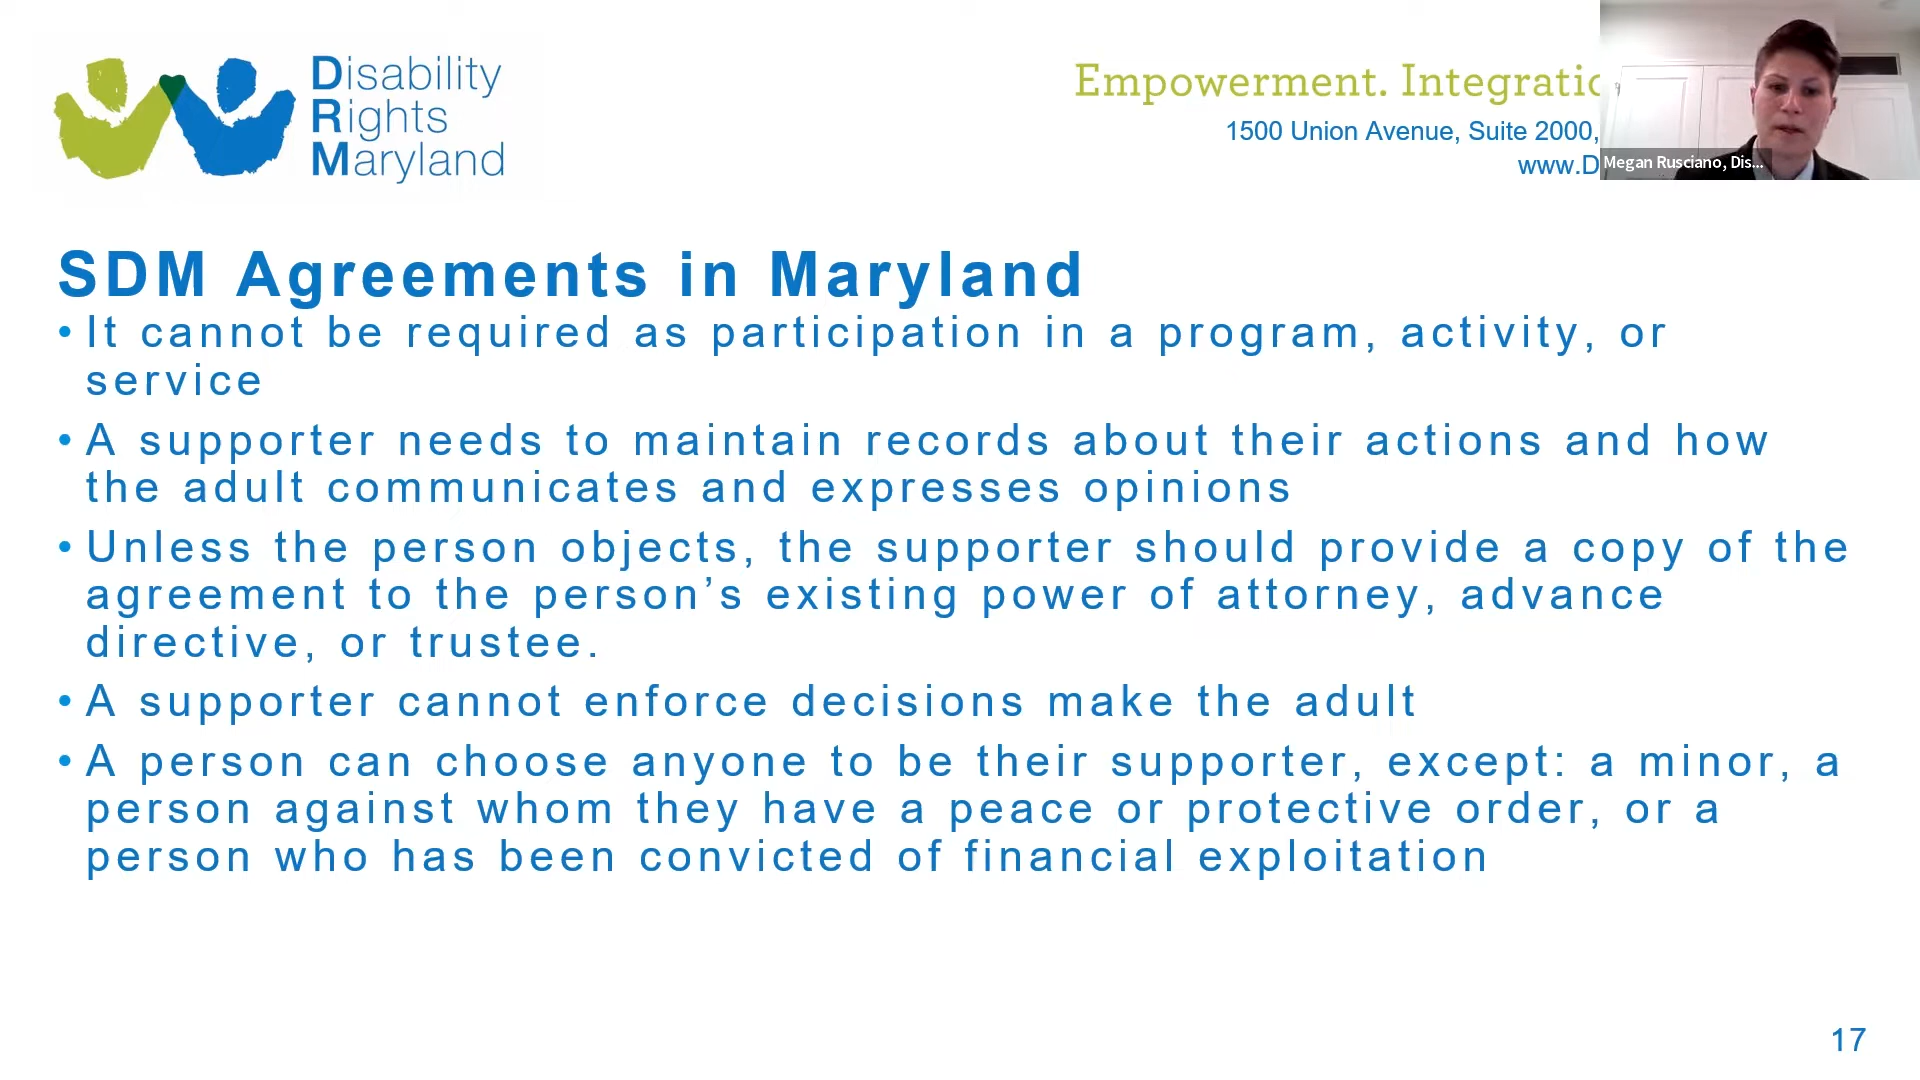 Disability
Rights
Maryland
Empowerment. Integratio
1500 Union Avenue, Suite 2000,
www.D
Megan Rusciano, Dis...
SDM Agreements in Maryland
• It cannot be required as participation in a program, activity, or
service
• A supporter needs to maintain records about their actions and how
the adult communicates and expresses opinions
• Unless the person objects, the supporter should provide a copy of the
agreement to the person’s existing power of attorney, advance
directive, or trustee.
• A supporter cannot enforce decisions make the adult
• A person can choose anyone to be their supporter, except: a minor, a
person against whom they have a peace or protective order, or a
person who has been convicted of financial exploitation
17